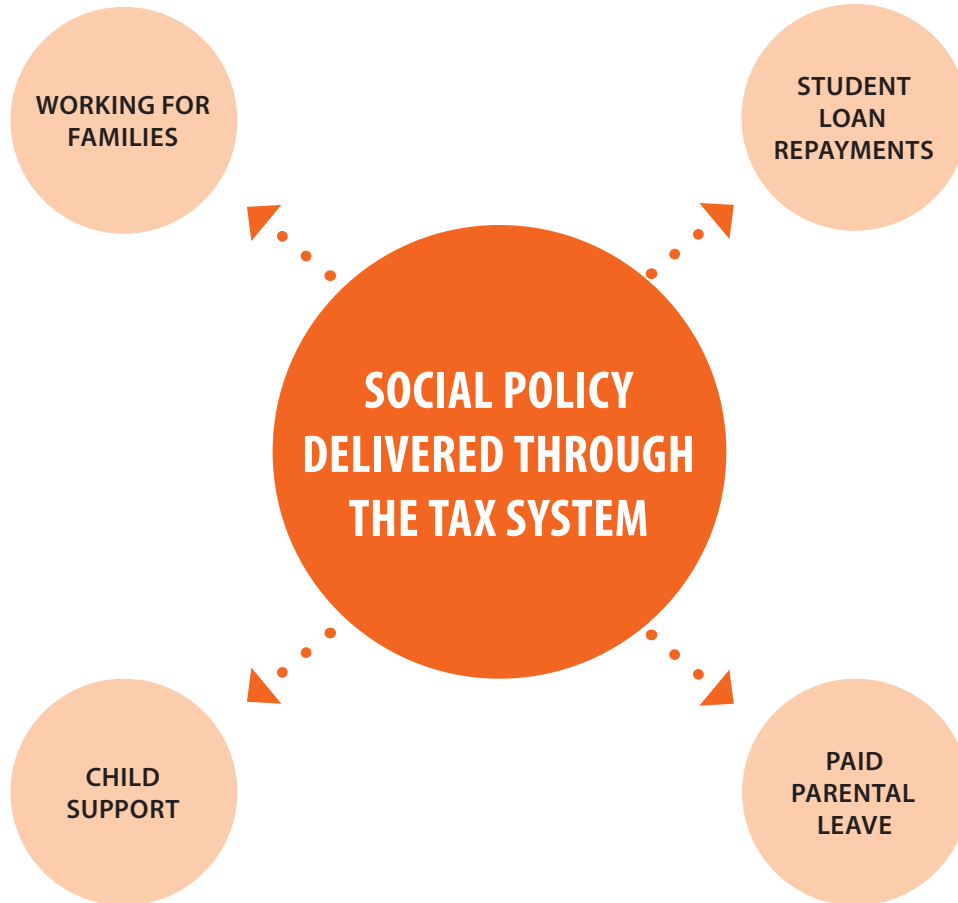 WORKING FOR
FAMILIES
STUDENT
LOAN
REPAYMENTS
SOCIAL POLICY
DELIVERED THROUGH
THE TAX SYSTEM
CHILD
SUPPORT
PAID
PARENTAL
LEAVE